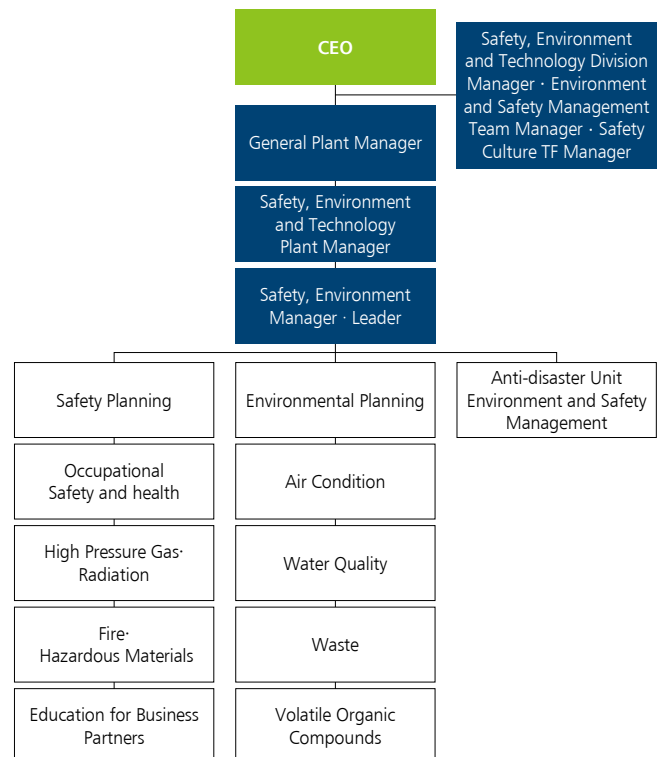 CEO
Safety, Environment
and Technology Division
Manager · Environment
and Safety Management
Team Manager · Safety
Culture TF Manager
General Plant Manager
Safety, Environment
and Technology
Plant Manager
Safety, Environment
Manager · Leader
Safety Planning
Environmental Planning
Anti-disaster Unit
Environment and Safety
Management
Occupational
Safety and health
Air Condition
High Pressure Gas·
Radiation
Water Quality
Fire·
Hazardous Materials
Waste
Education for Business
Partners
Volatile Organic
Compounds